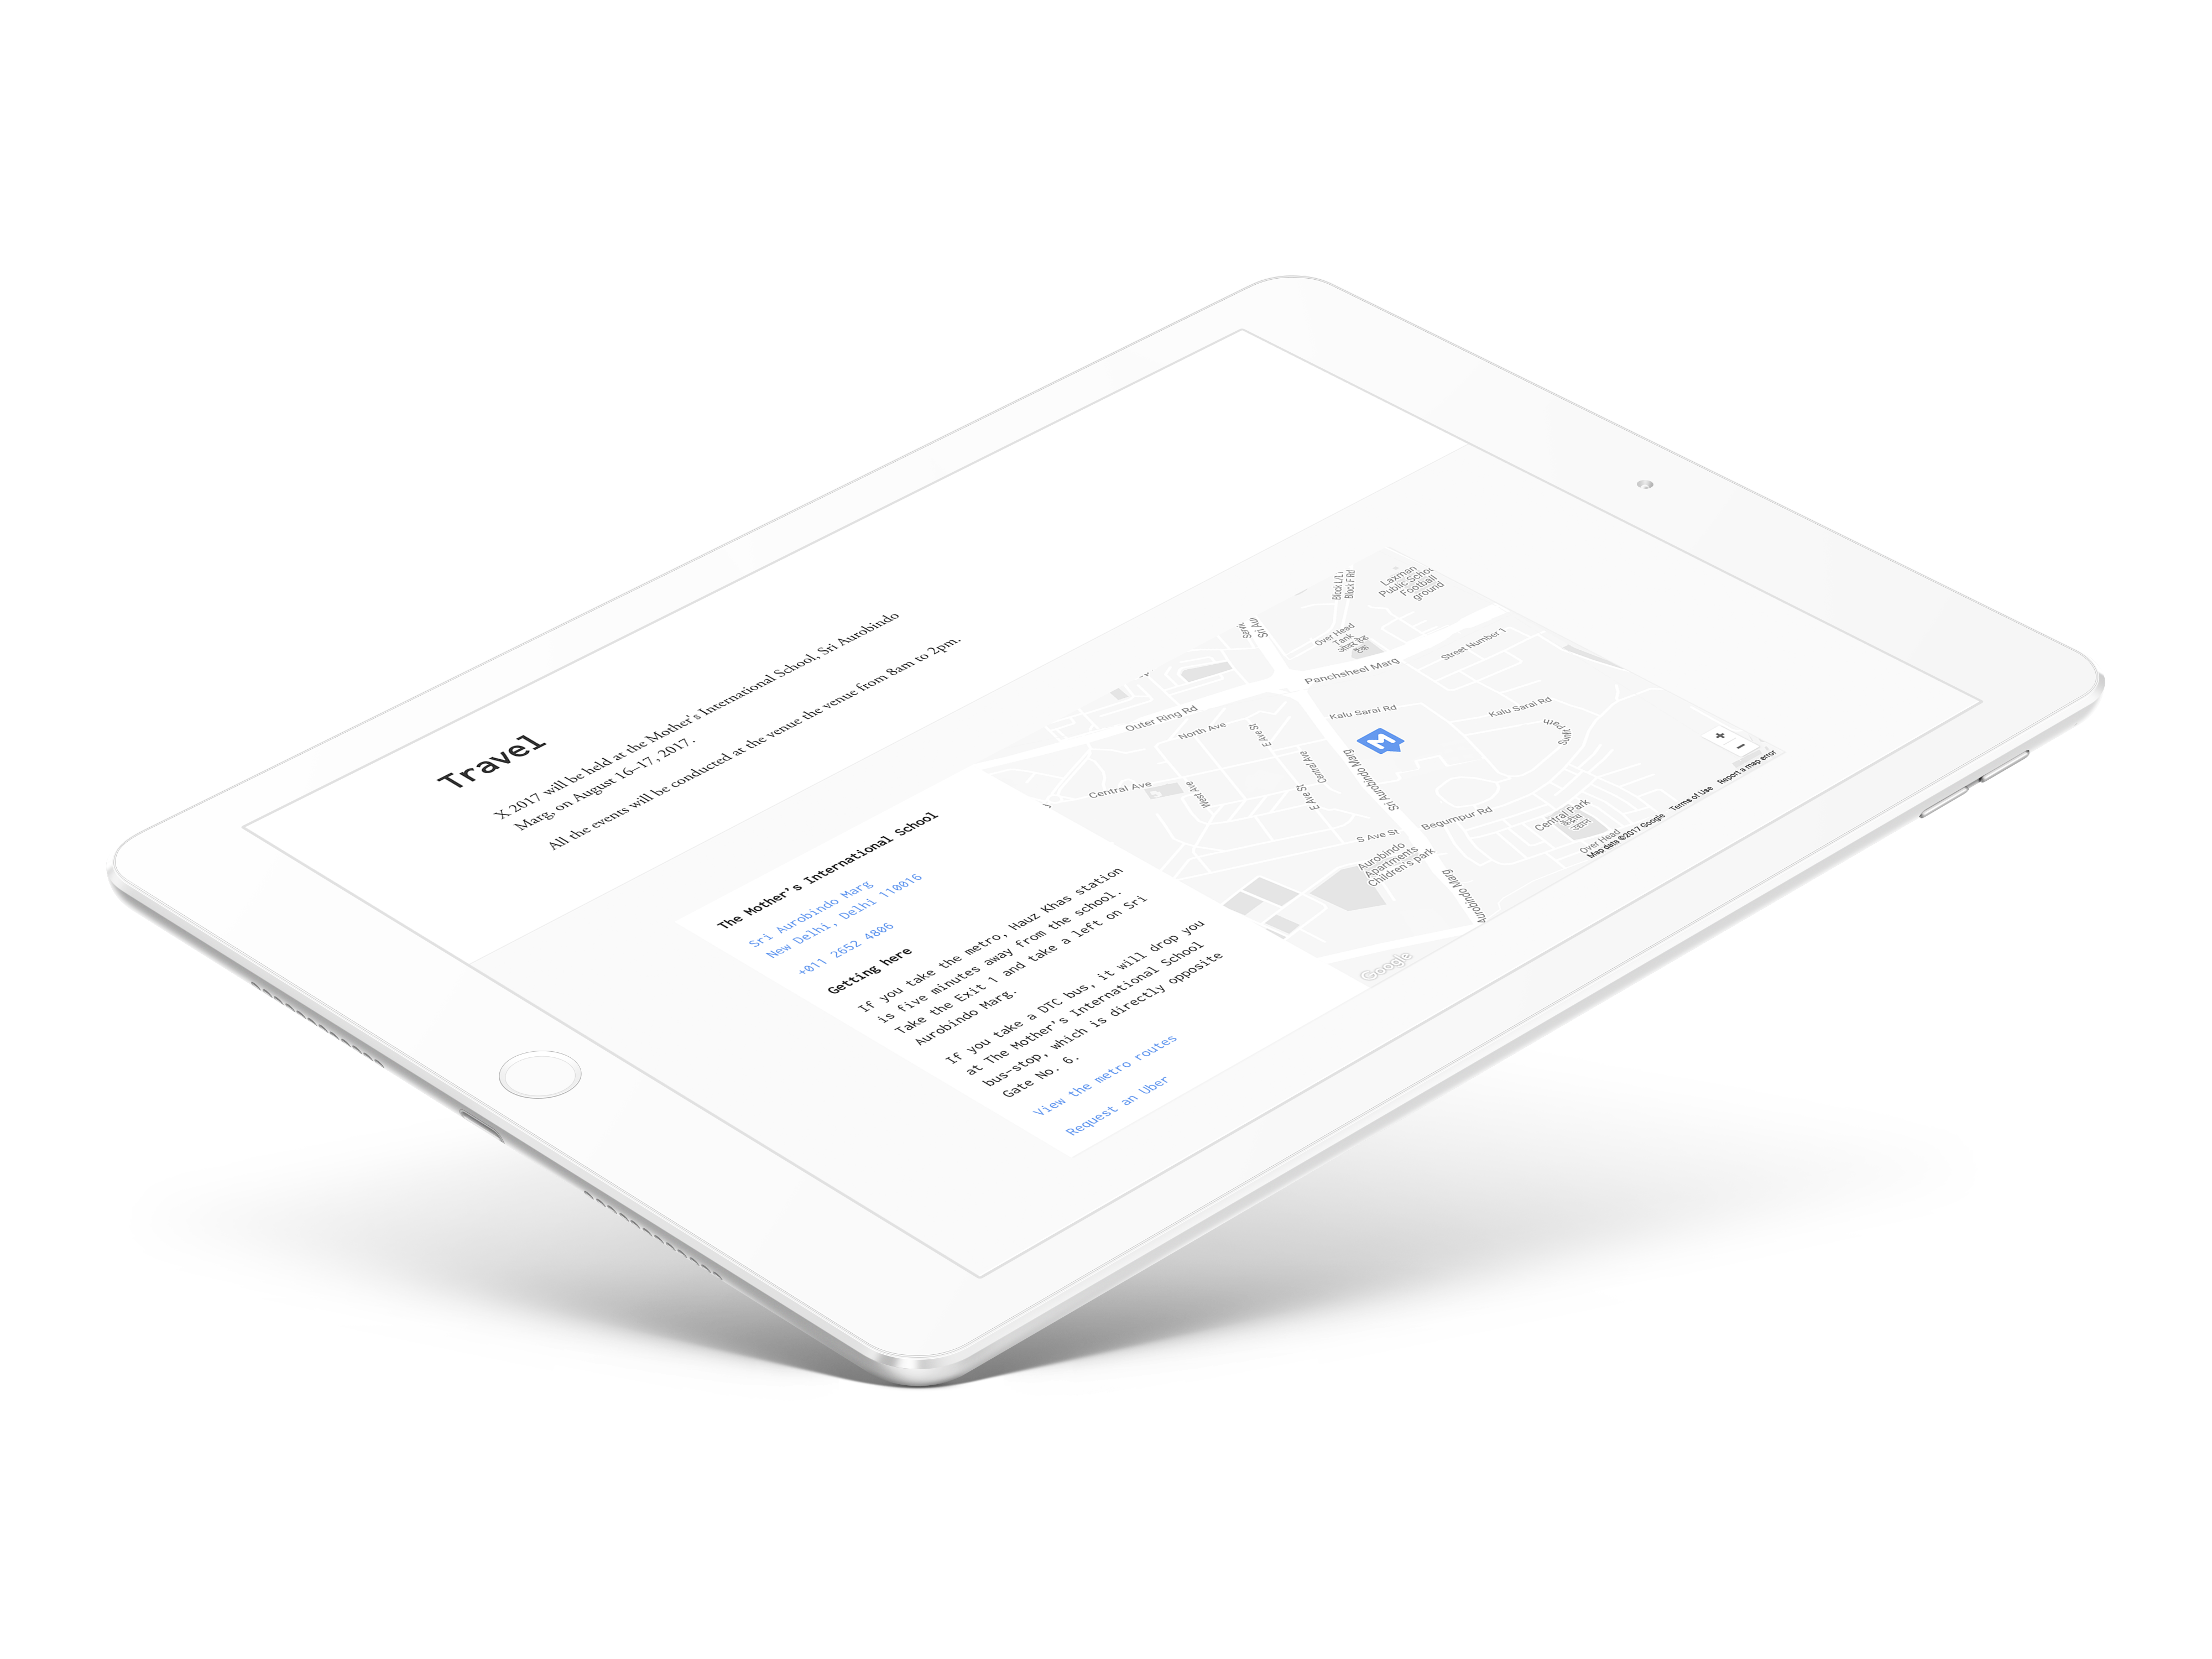 Travel
X 2017 will be held at the Mother's International School, Sri Aurobindo
Marg, on August 16–17, 2017.
All the events will be conducted at the venue the venue from 8am to 2pm.
The Mother's International School
Sri Aurobindo Marg
New Delhi, Delhi 110016
+011 2652 4806
Getting here
If you take the metro, Hauz Khas station
is five minutes away from the school.
Take the Exit 1 and take a left on Sri
Aurobindo Marg.
If you take a DTC bus, it will drop you
at The Mother's International School
bus-stop, which is directly opposite
Gate No. 6.
View the metro routes
Request an Uber
Block F Rd
Laxman
Public
Football
ground
Sri
Over Head
Tank
Panchsheel Marg
Street Number 1
Outer Ring Rd
North Ave
E Ave St
Kalu Sarai Rd
Kalu Sarai Rd
M
Central Ave
West Ave
Central Ave
E Ave St
Sri Aurobindo Marg
S Ave St
Begumpur Rd
Aurobindo
Apartments
Children's park
Aurobindo Marg
Central Park
Over Head
+
-
Google
Map data ©2017 Google
Terms of Use
Report a map error